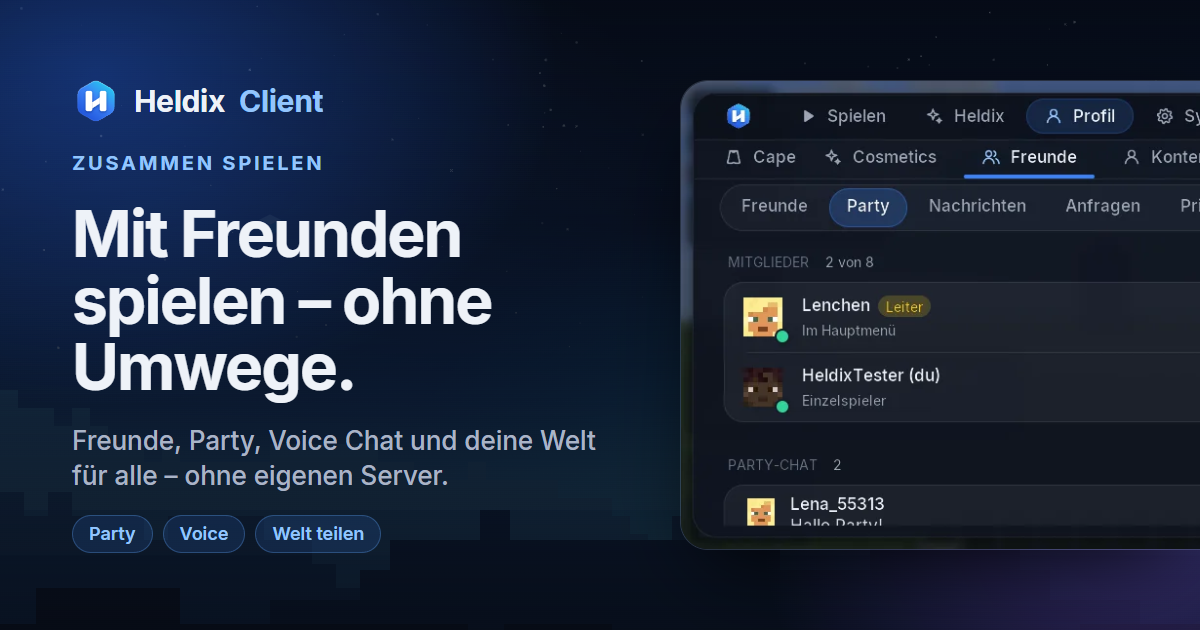 Heldix Client
ZUSAMMEN SPIELEN
Mit Freunden
spielen – ohne
Umwege.
Freunde, Party, Voice Chat und deine Welt
für alle – ohne eigenen Server.
Party Voice Welt teilen
Spielen Heldix Profil
Cape Cosmetics Freunde
Freunde Party Nachrichten Anfragen
MITGLIEDER 2 von 8
Lenchen Leiter
Im Hauptmenü
HeldixTester (du)
Einzelspieler
PARTY-CHAT 2
Lena_55313
Hallo Party!